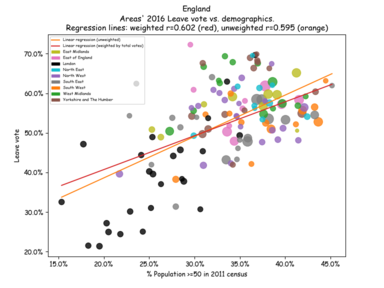 England
Areas' 2016 Leave vote vs. demographics.
Regression lines: weighted r=0.602 (red), unweighted r=0.595 (orange)
Linear regression (unweighted)
Linear regression (weighted by total votes)
East Midlands
East of England
London
North East
North West
South East
South West
West Midlands
Yorkshire and The Humber
70.0%
60.0%
50.0%
40.0%
30.0%
20.0%
Leave vote
15.0% 20.0% 25.0% 30.0% 35.0% 40.0% 45.0%
% Population >=50 in 2011 census